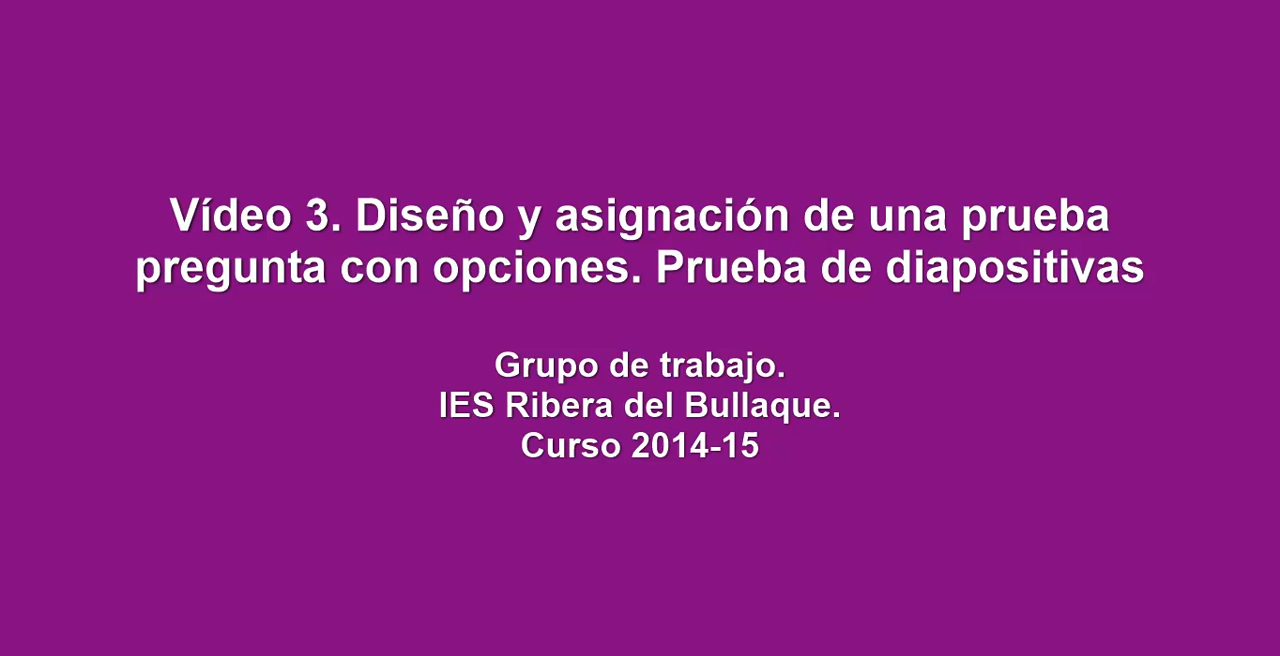 Vídeo 3. Diseño y asignación de una prueba
pregunta con opciones. Prueba de diapositivas
Grupo de trabajo.
IES Ribera del Bullaque.
Curso 2014-15